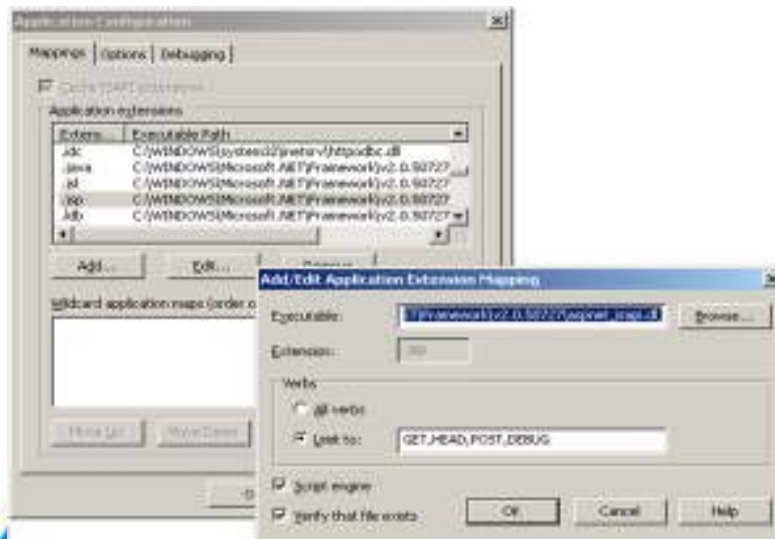 Application Configuration
Mappings | Options | Debugging
Cache ISAPI extensions
Application extensions
Extens... Executable Path
.idc C:\WINDOWS\system32\inetsrv\httpodbc.dll
.java C:\WINDOWS\Microsoft.NET\Framework\v2.0.50727
.jsl C:\WINDOWS\Microsoft.NET\Framework\v2.0.50727
.jsp C:\WINDOWS\Microsoft.NET\Framework\v2.0.50727
.ldb C:\WINDOWS\Microsoft.NET\Framework\v2.0.50727
Add... Edit... Remove
Wildcard application maps (order o
Move Up Move Down
Add/Edit Application Extension Mapping
Executable: T\Framework\v2.0.50727\aspnet_isapi.dll Browse...
Extension: .jsp
Verbs
All verbs
Limit to: GET,HEAD,POST,DEBUG
Script engine
Verify that file exists
OK Cancel Help